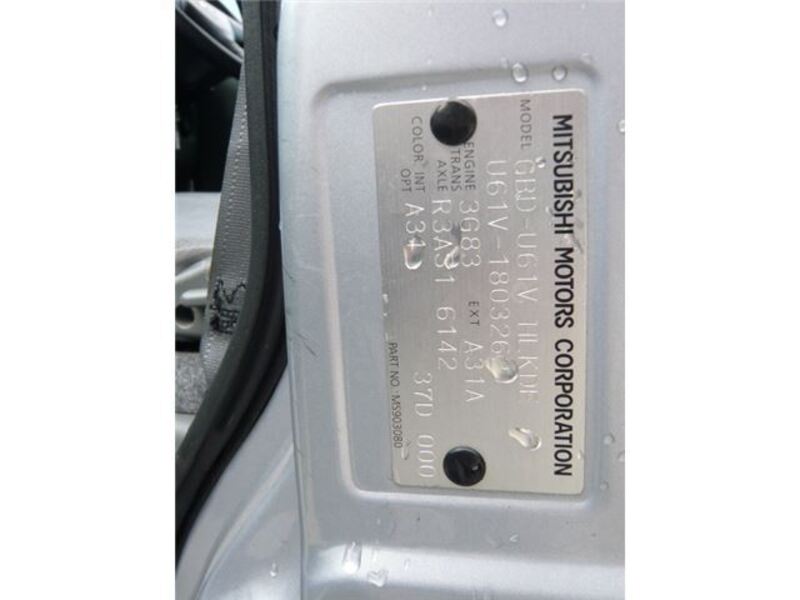 MITSUBISHI MOTORS CORPORATION
MODEL GBD-U61V HLKDF
U61V-180326
ENGINE 3G83 EXT A31A
TRANS AXLE R3A31 6142
COLOR INT OPT A34 37D 000
PART NO. MS903080